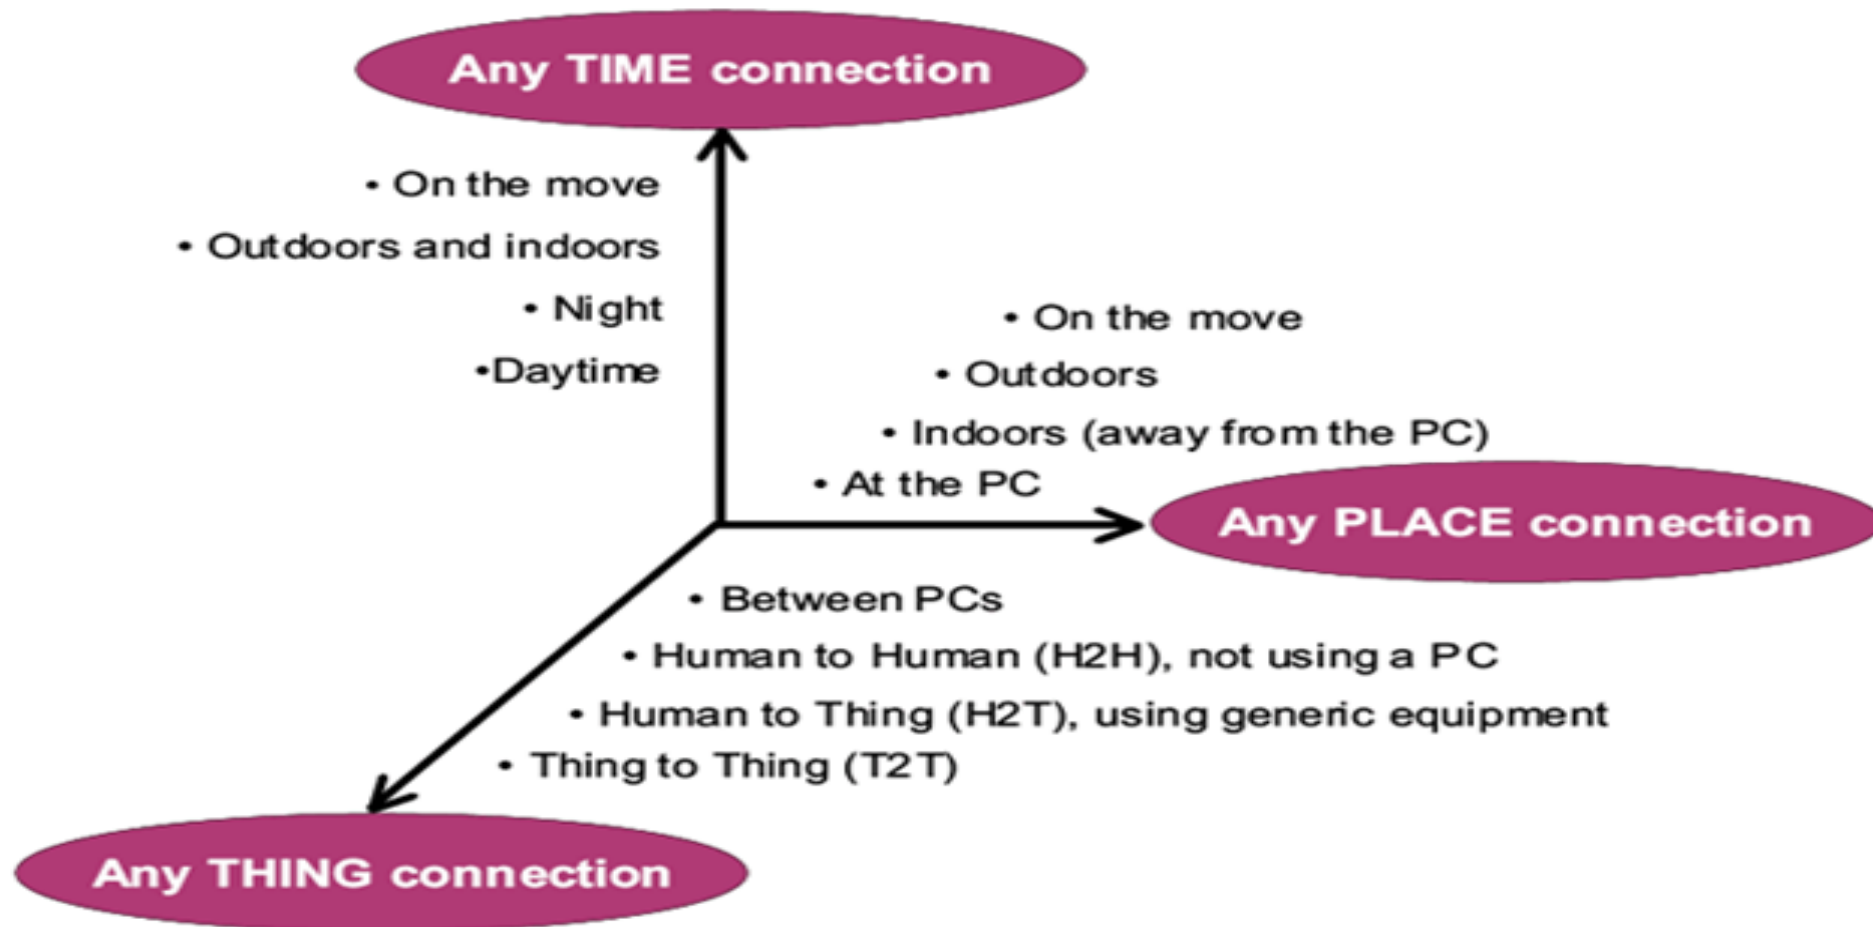 Any TIME connection
• On the move
• Outdoors and indoors
• Night
•Daytime
• On the move
• Outdoors
• Indoors (away from the PC)
• At the PC
Any PLACE connection
• Between PCs
• Human to Human (H2H), not using a PC
• Human to Thing (H2T), using generic equipment
• Thing to Thing (T2T)
Any THING connection